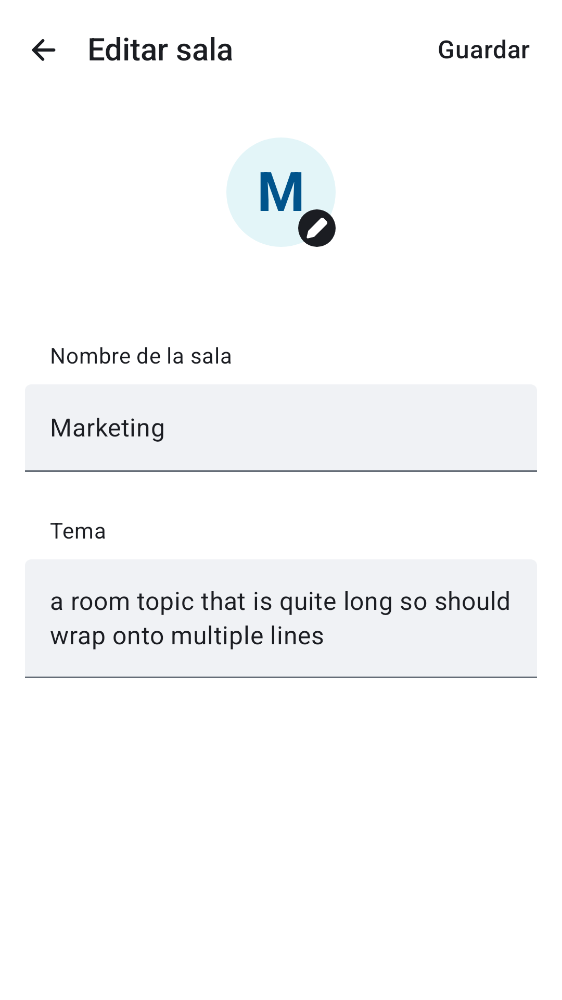 Editar sala
Guardar
M
Nombre de la sala
Marketing
Tema
a room topic that is quite long so should
wrap onto multiple lines